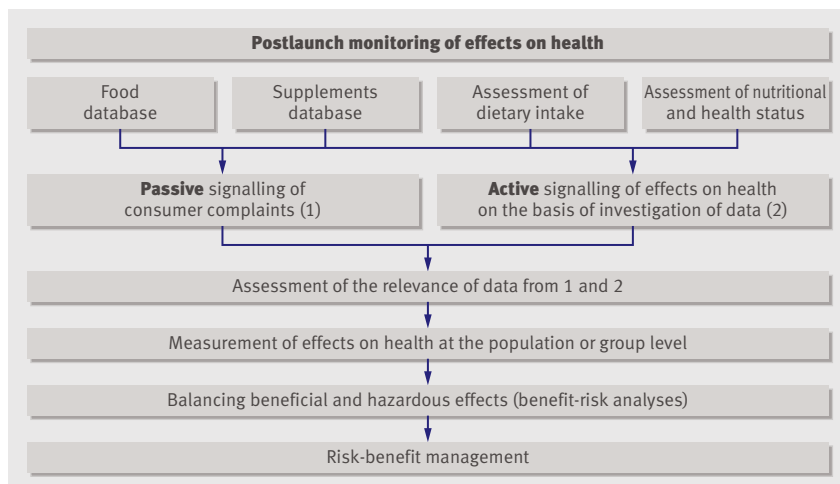 Postlaunch monitoring of effects on health
Food
database
Supplements
database
Assessment of
dietary intake
Assessment of nutritional
and health status
Passive signalling of
consumer complaints (1)
Active signalling of effects on health
on the basis of investigation of data (2)
Assessment of the relevance of data from 1 and 2
Measurement of effects on health at the population or group level
Balancing beneficial and hazardous effects (benefit-risk analyses)
Risk-benefit management